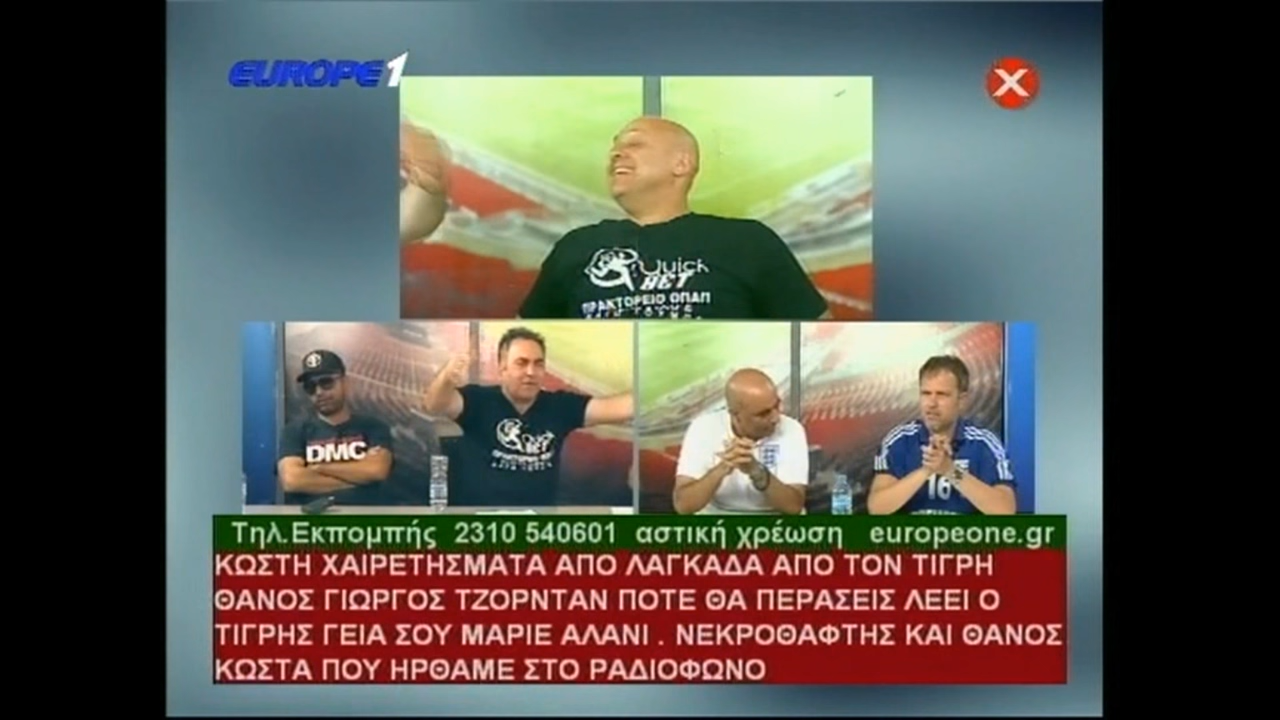 EUROPE1
X
Quick
BET
ΠΡΑΚΤΟΡΕΙΟ ΟΠΑΠ
DMC
BET
16
Τηλ.Εκπομπής 2310 540601 αστική χρέωση europeone.gr
ΚΩΣΤΗ ΧΑΙΡΕΤΗΣΜΑΤΑ ΑΠΟ ΛΑΓΚΑΔΑ ΑΠΟ ΤΟΝ ΤΙΓΡΗ
ΘΑΝΟΣ ΓΙΩΡΓΟΣ ΤΖΟΡΝΤΑΝ ΠΟΤΕ ΘΑ ΠΕΡΑΣΕΙΣ ΛΕΕΙ Ο
ΤΙΓΡΗΣ ΓΕΙΑ ΣΟΥ ΜΑΡΙΕ ΑΛΑΝΙ . ΝΕΚΡΟΘΑΦΤΗΣ ΚΑΙ ΘΑΝΟΣ
ΚΩΣΤΑ ΠΟΥ ΗΡΘΑΜΕ ΣΤΟ ΡΑΔΙΟΦΩΝΟ